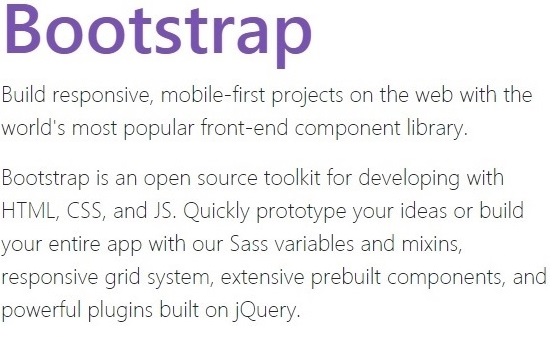 Bootstrap
Build responsive, mobile-first projects on the web with the
world's most popular front-end component library.
Bootstrap is an open source toolkit for developing with
HTML, CSS, and JS. Quickly prototype your ideas or build
your entire app with our Sass variables and mixins,
responsive grid system, extensive prebuilt components, and
powerful plugins built on jQuery.